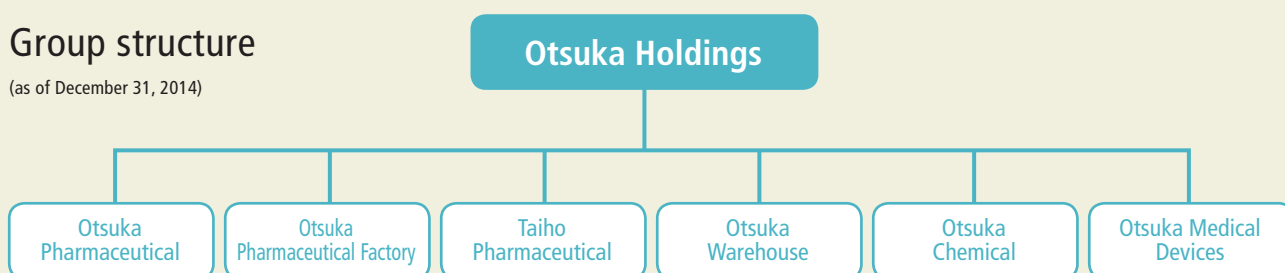 Group structure
(as of December 31, 2014)
Otsuka Holdings
Otsuka
Pharmaceutical
Otsuka
Pharmaceutical Factory
Taiho
Pharmaceutical
Otsuka
Warehouse
Otsuka
Chemical
Otsuka Medical
Devices